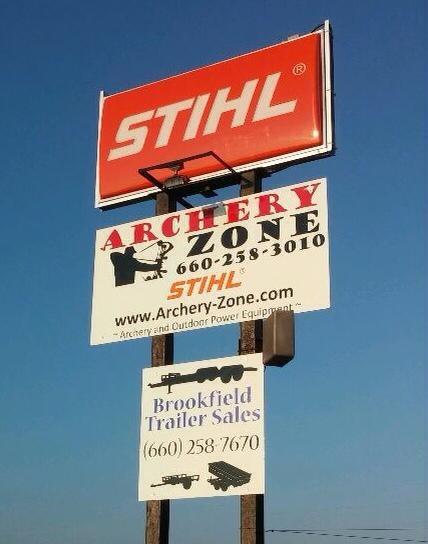 STIHL®
ARCHERY
ZONE
660-258-3010
STIHL®
www.Archery-Zone.com
~ Archery and Outdoor Power Equipment ~
Brookfield
Trailer Sales
(660) 258-7670